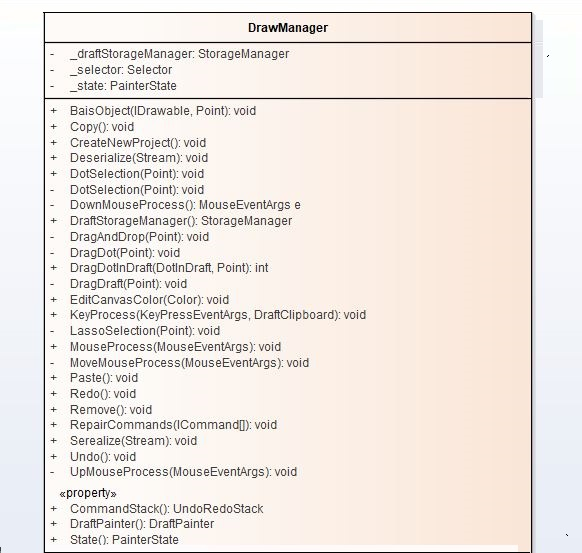 DrawManager
- _draftStorageManager: StorageManager
- _selector: Selector
- _state: PainterState
+ BaisObject(IDrawable, Point): void
+ Copy(): void
+ CreateNewProject(): void
+ Deserialize(Stream): void
+ DotSelection(Point): void
- DotSelection(Point): void
- DownMouseProcess(): MouseEventArgs e
+ DraftStorageManager(): StorageManager
- DragAndDrop(Point): void
- DragDot(Point): void
+ DragDotInDraft(DotInDraft, Point): int
- DragDraft(Point): void
+ EditCanvasColor(Color): void
+ KeyProcess(KeyPressEventArgs, DraftClipboard): void
- LassoSelection(Point): void
+ MouseProcess(MouseEventArgs): void
- MoveMouseProcess(MouseEventArgs): void
+ Paste(): void
+ Redo(): void
+ Remove(): void
+ RepairCommands(ICommand[]): void
+ Serealize(Stream): void
+ Undo(): void
- UpMouseProcess(MouseEventArgs): void
«property»
+ CommandStack(): UndoRedoStack
+ DraftPainter(): DraftPainter
+ State(): PainterState